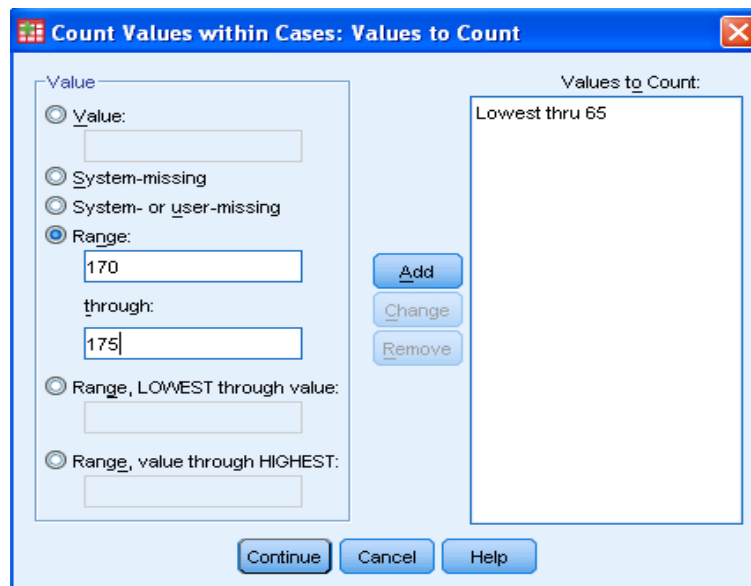 Count Values within Cases: Values to Count
Value
Value:
System-missing
System- or user-missing
Range:
170
through:
175
Range, LOWEST through value:
Range, value through HIGHEST:
Add
Change
Remove
Values to Count:
Lowest thru 65
Continue
Cancel
Help